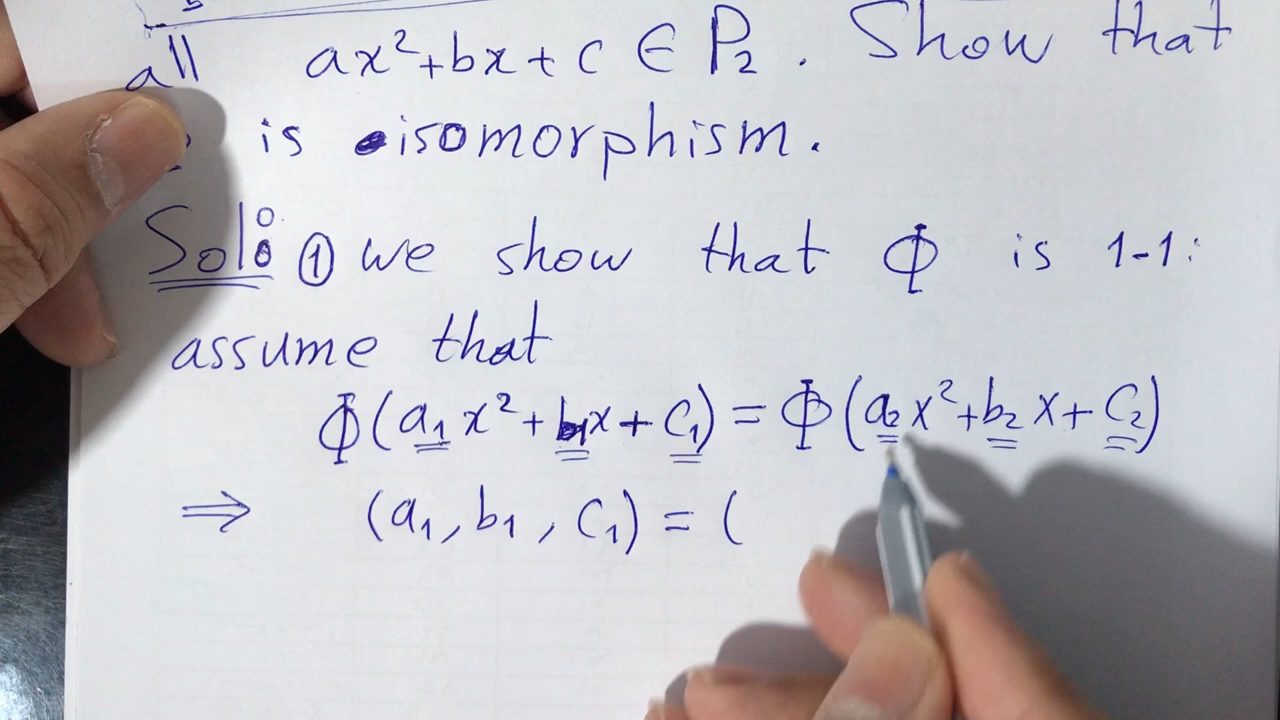 all ax²+bx+c ∈ P₂. Show that
is isomorphism.
Sol: ① we show that Φ is 1-1:
assume that
Φ(a₁x²+b₁x+c₁) = Φ(a₂x²+b₂x+c₂)
⇒ (a₁, b₁, c₁) = (